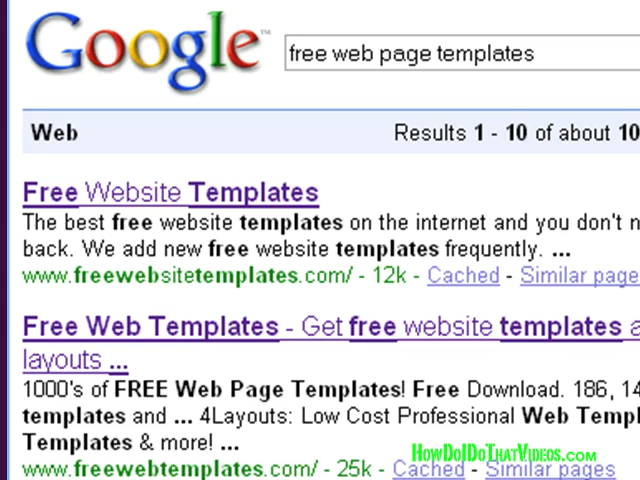 Google™
free web page templates
Web Results 1 - 10 of about 10
Free Website Templates
The best free website templates on the internet and you don't
back. We add new free website templates frequently. ...
www.freewebsitetemplates.com/ - 12k - Cached - Similar page
Free Web Templates - Get free website templates
layouts ...
1000's of FREE Web Page Templates! Free Download. 186, 14
templates and ... 4Layouts: Low Cost Professional Web
Templates & more! ...
www.freewebtemplates.com/ - 25k - Cached - Similar pages
HowDoIDoThatVideos.com